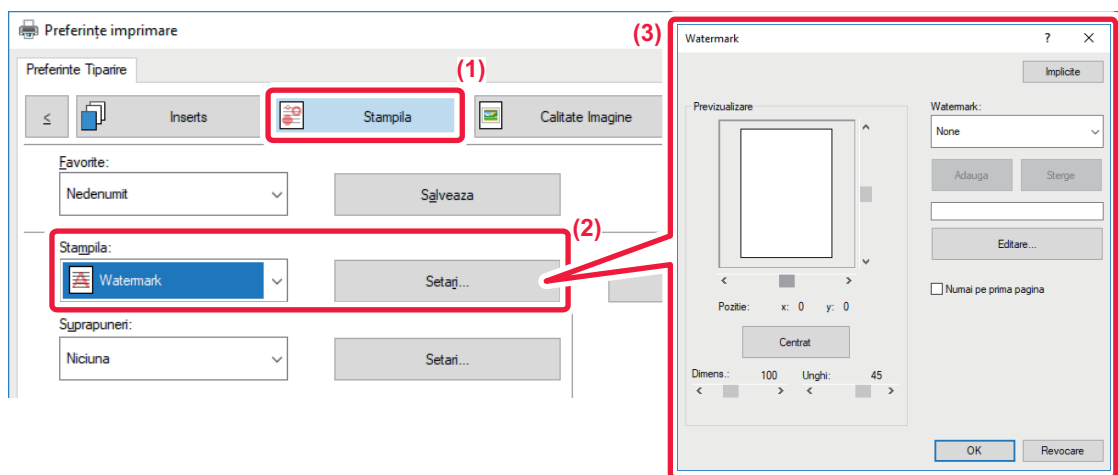 Preferințe imprimare
Preferinte Tiparire
(1)
<
Inserts
Stampila
Calitate Imagine
Favorite:
Nedenumit
Salveaza
(2)
Stampila:
Watermark
Setari...
Suprapuneri:
Niciuna
Setari...
(3)
Watermark
?
Implicite
Previzualizare
Watermark:
None
Adauga
Sterge
Editare...
Numai pe prima pagina
Pozitie: x: 0 y: 0
Centrat
Dimens.: 100 Unghi: 45
OK
Revocare